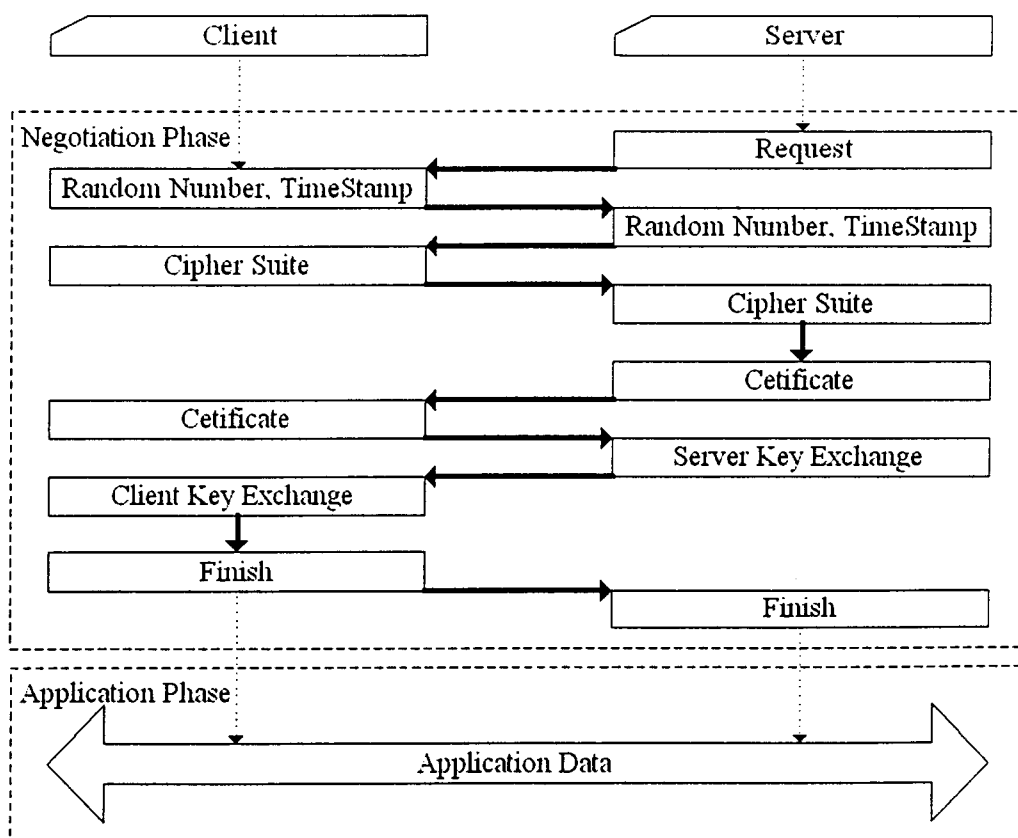 Client
Server
Negotiation Phase
Request
Random Number, TimeStamp
Random Number, TimeStamp
Cipher Suite
Cipher Suite
Cetificate
Cetificate
Server Key Exchange
Client Key Exchange
Finish
Finish
Application Phase
Application Data